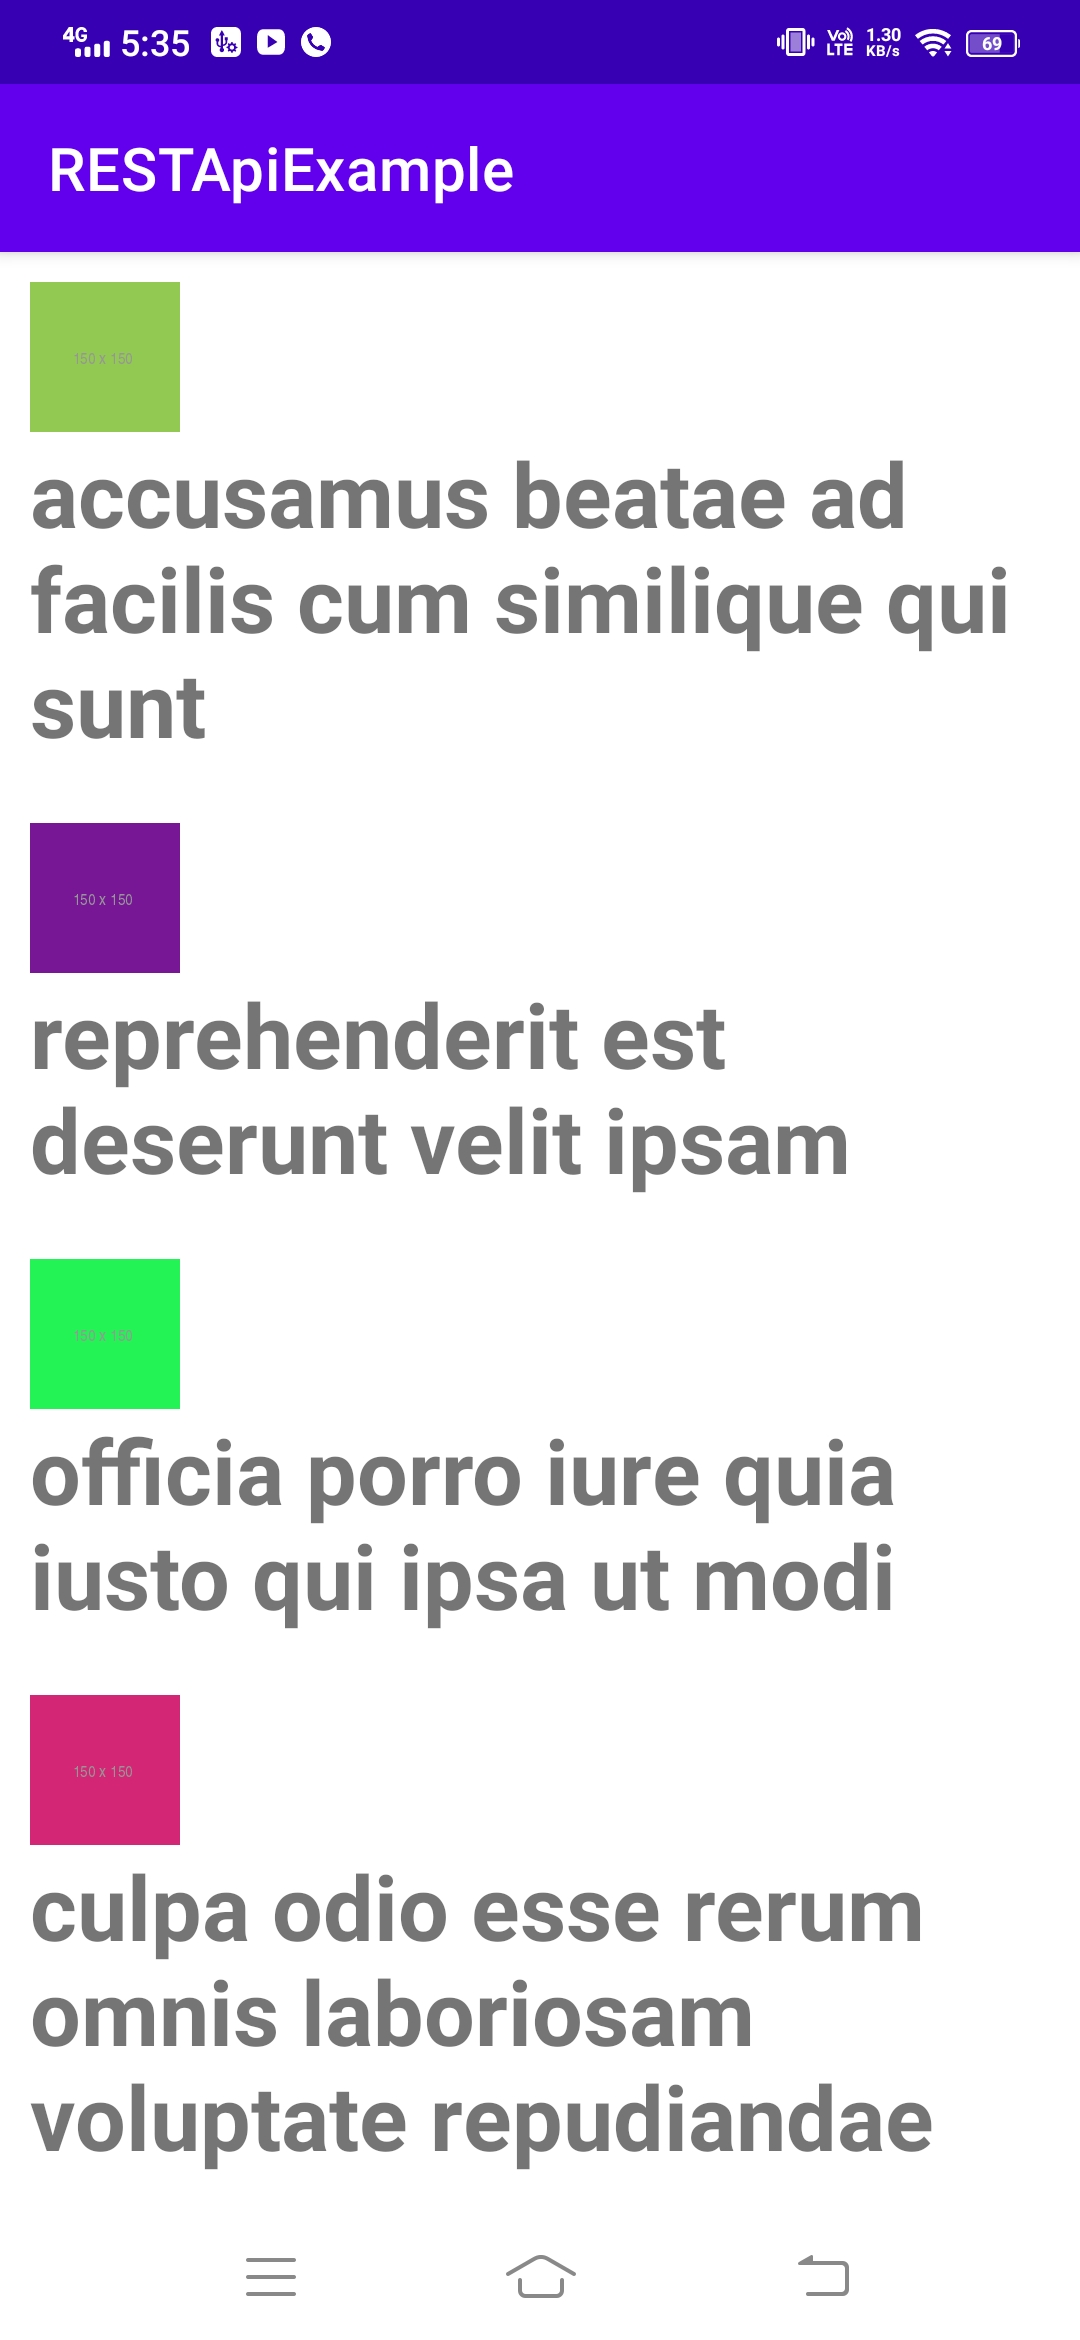 4G 5:35 Vo)) LTE 1.30 KB/s 69
RESTApiExample
150 x 150
accusamus beatae ad
facilis cum similique qui
sunt
150 x 150
reprehenderit est
deserunt velit ipsam
150 x 150
officia porro iure quia
iusto qui ipsa ut modi
150 x 150
culpa odio esse rerum
omnis laboriosam
voluptate repudiandae